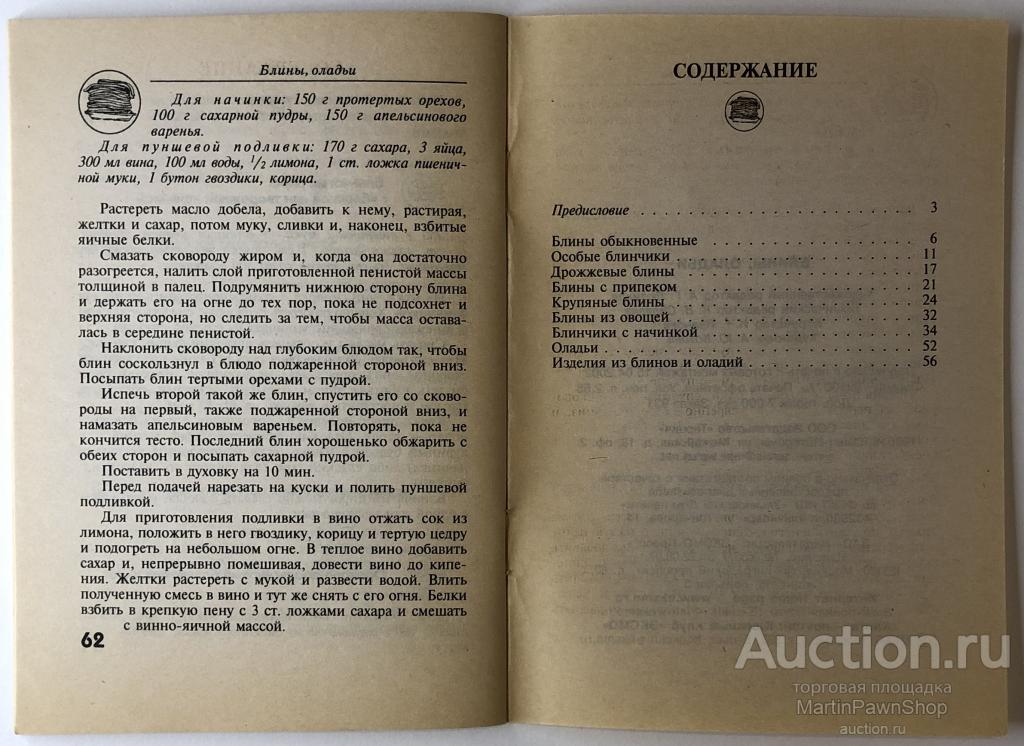 Блины, оладьи
Для начинки: 150 г протертых орехов,
100 г сахарной пудры, 150 г апельсинового
варенья.
Для пуншевой подливки: 170 г сахара, 3 яйца,
300 мл вина, 100 мл воды, 1/2 лимона, 1 ст. ложка пшенич-
ной муки, 1 бутон гвоздики, корица.
Растереть масло добела, добавить к нему, растирая,
желтки и сахар, потом муку, сливки и, наконец, взбитые
яичные белки.
Смазать сковороду жиром и, когда она достаточно
разогреется, налить слой приготовленной пенистой массы
толщиной в палец. Подрумянить нижнюю сторону блина
и держать его на огне до тех пор, пока не подсохнет и
верхняя сторона, но следить за тем, чтобы масса остава-
лась в середине пенистой.
Наклонить сковороду над глубоким блюдом так, чтобы
блин соскользнул в блюдо поджаренной стороной вниз.
Посыпать блин тертыми орехами с пудрой.
Испечь второй такой же блин, спустить его со сково-
роды на первый, также поджаренной стороной вниз, и
намазать апельсиновым вареньем. Повторять, пока не
кончится тесто. Последний блин хорошенько обжарить с
обеих сторон и посыпать сахарной пудрой.
Поставить в духовку на 10 мин.
Перед подачей нарезать на куски и полить пуншевой
подливкой.
Для приготовления подливки в вино отжать сок из
лимона, положить в него гвоздику, корицу и тертую цедру
и подогреть на небольшом огне. В теплое вино добавить
сахар и, непрерывно помешивая, довести вино до кипе-
ния. Желтки растереть с мукой и развести водой. Влить
полученную смесь в вино и тут же снять с его огня. Белки
взбить в крепкую пену с 3 ст. ложками сахара и смешать
с винно-яичной массой.
62
СОДЕРЖАНИЕ
Предисловие . . . . . . . . . . . . . . . . . . . . 3
Блины обыкновенные . . . . . . . . . . . . . . . 6
Особые блинчики . . . . . . . . . . . . . . . . . 11
Дрожжевые блины . . . . . . . . . . . . . . . . 17
Блины с припеком . . . . . . . . . . . . . . . . 21
Крупяные блины . . . . . . . . . . . . . . . . . 24
Блины из овощей . . . . . . . . . . . . . . . . . 32
Блинчики с начинкой . . . . . . . . . . . . . . . 34
Оладьи . . . . . . . . . . . . . . . . . . . . . . 52
Изделия из блинов и оладий . . . . . . . . . . . 56
Auction.ru
торговая площадка
MartinPawnShop
auction.ru